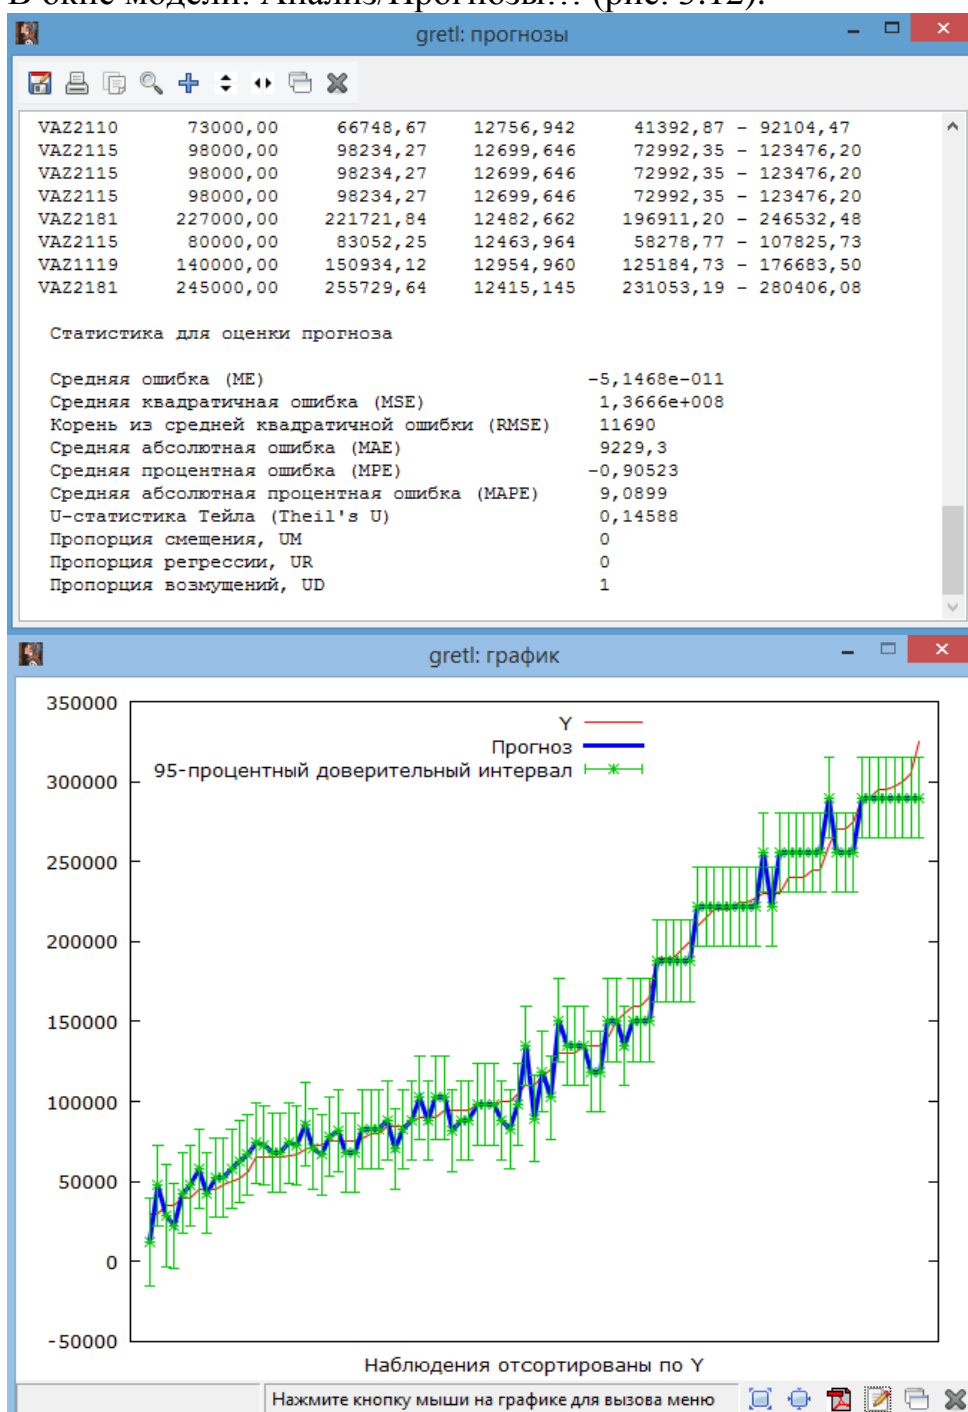 В окне модели: Анализ/Прогнозы… (рис. 3.12).
gretl: прогнозы
VAZ2110 73000,00 66748,67 12756,942 41392,87 - 92104,47
VAZ2115 98000,00 98234,27 12699,646 72992,35 - 123476,20
VAZ2115 98000,00 98234,27 12699,646 72992,35 - 123476,20
VAZ2115 98000,00 98234,27 12699,646 72992,35 - 123476,20
VAZ2181 227000,00 221721,84 12482,662 196911,20 - 246532,48
VAZ2115 80000,00 83052,25 12463,964 58278,77 - 107825,73
VAZ1119 140000,00 150934,12 12954,960 125184,73 - 176683,50
VAZ2181 245000,00 255729,64 12415,145 231053,19 - 280406,08
Статистика для оценки прогноза
Средняя ошибка (ME) -5,1468e-011
Средняя квадратичная ошибка (MSE) 1,3666e+008
Корень из средней квадратичной ошибки (RMSE) 11690
Средняя абсолютная ошибка (MAE) 9229,3
Средняя процентная ошибка (MPE) -0,90523
Средняя абсолютная процентная ошибка (MAPE) 9,0899
U-статистика Тейла (Theil's U) 0,14588
Пропорция смещения, UM 0
Пропорция регрессии, UR 0
Пропорция возмущений, UD 1
gretl: график
350000
300000
250000
200000
150000
100000
50000
0
-50000
Y
Прогноз
95-процентный доверительный интервал
Наблюдения отсортированы по Y
Нажмите кнопку мыши на графике для вызова меню